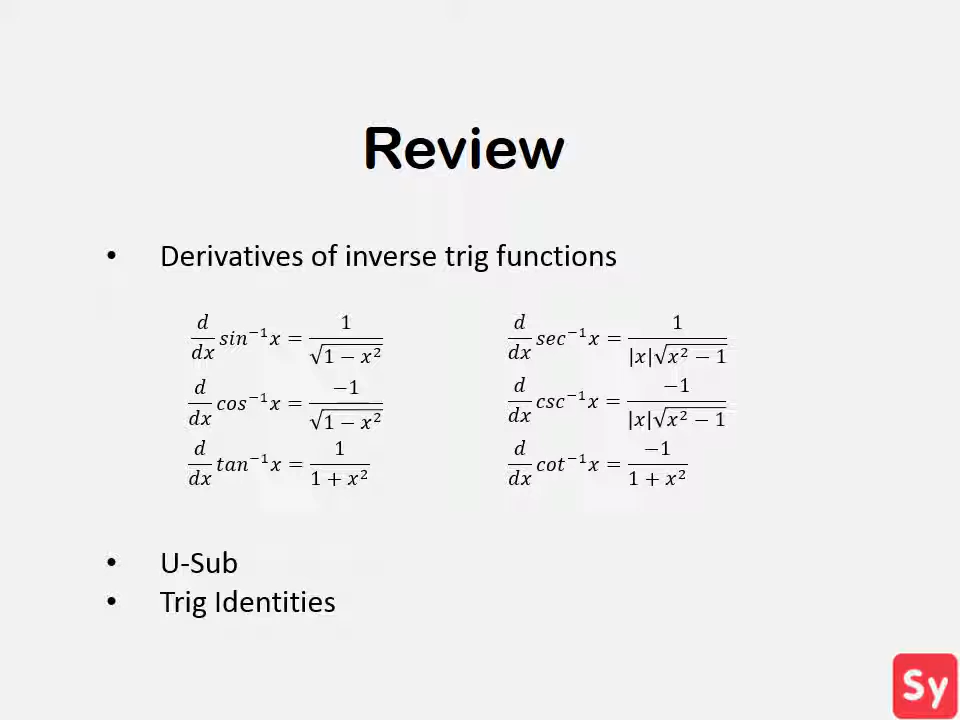 Review
• Derivatives of inverse trig functions
d/dx sin⁻¹x = 1/√(1 − x²)
d/dx cos⁻¹x = −1/√(1 − x²)
d/dx tan⁻¹x = 1/(1 + x²)
d/dx sec⁻¹x = 1/(|x|√(x² − 1))
d/dx csc⁻¹x = −1/(|x|√(x² − 1))
d/dx cot⁻¹x = −1/(1 + x²)
• U-Sub
• Trig Identities
Sy